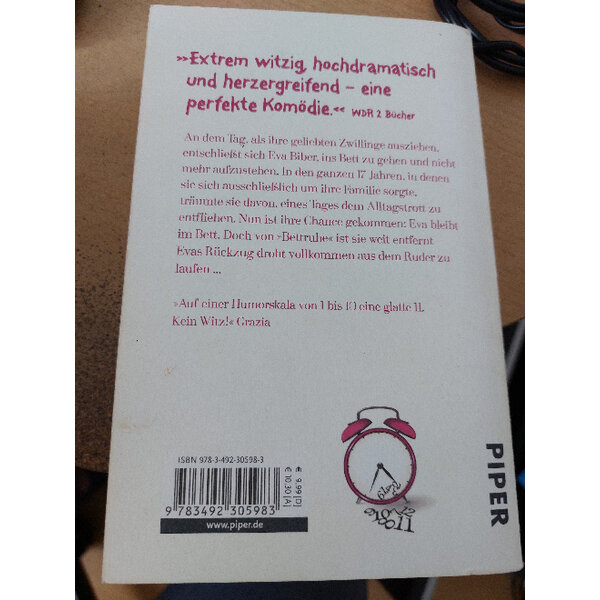 »Extrem witzig, hochdramatisch
und herzergreifend – eine
perfekte Komödie.« WDR 2 Bücher
An dem Tag, als ihre geliebten Zwillinge ausziehen,
entschließt sich Eva Biber, ins Bett zu gehen und nicht
mehr aufzustehen. In den ganzen 17 Jahren, in denen
sie sich ausschließlich um ihre Familie sorgte,
träumte sie davon, eines Tages dem Alltagstrott zu
entfliehen. Nun ist ihre Chance gekommen: Eva bleibt
im Bett. Doch von »Bettruhe« ist sie weit entfernt.
Evas Rückzug droht vollkommen aus dem Ruder zu
laufen ...
»Auf einer Humorskala von 1 bis 10 eine glatte 11.
Kein Witz!« Grazia
ISBN 978-3-492-30598-3
€ 9,99 [D]
€ 10,30 [A]
9 783492 305983
www.piper.de
PIPER